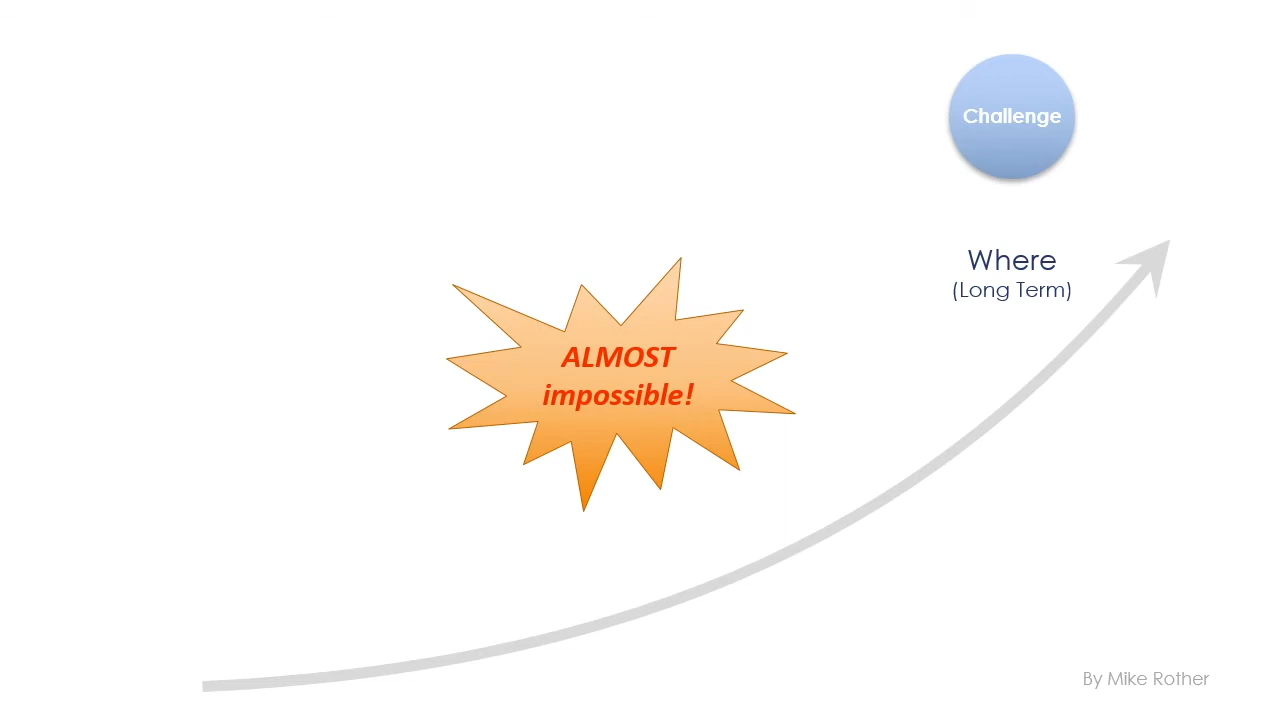 Challenge
Where
(Long Term)
ALMOST
impossible!
By Mike Rother